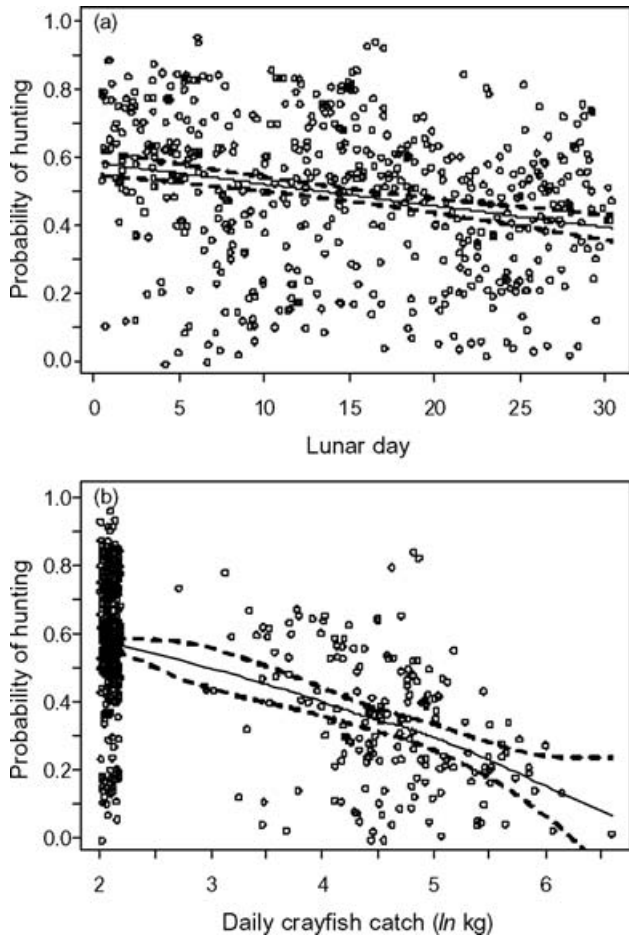 (a)
Probability of hunting
1.0
0.8
0.6
0.4
0.2
0.0
0 5 10 15 20 25 30
Lunar day
(b)
Probability of hunting
1.0
0.8
0.6
0.4
0.2
0.0
2 3 4 5 6
Daily crayfish catch (ln kg)